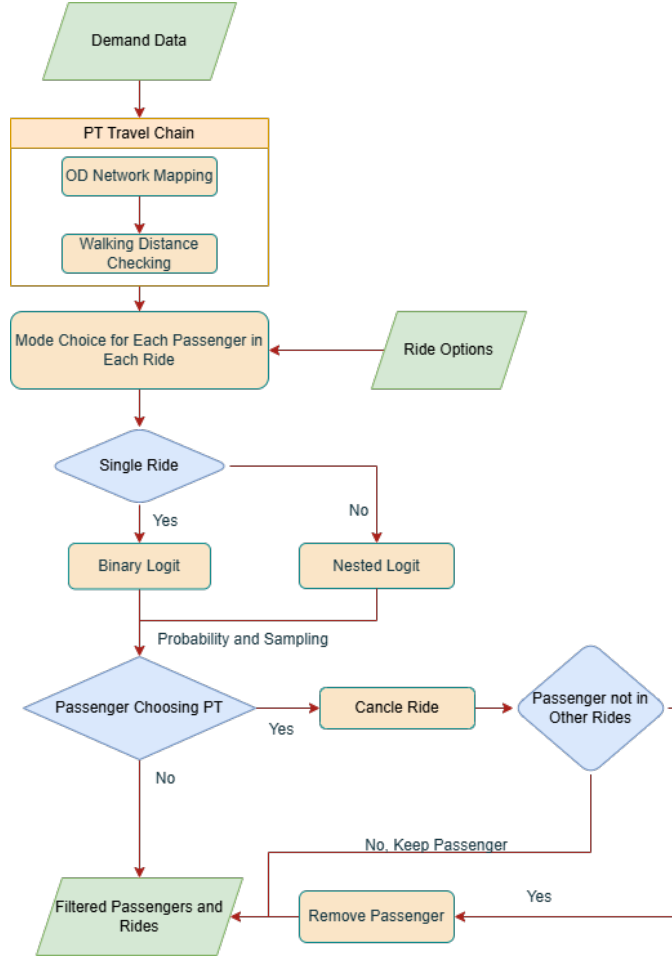 Demand Data
PT Travel Chain
OD Network Mapping
Walking Distance
Checking
Mode Choice for Each Passenger in
Each Ride
Ride Options
Single Ride
Yes
No
Binary Logit
Nested Logit
Probability and Sampling
Passenger Choosing PT
Yes
Cancle Ride
Passenger not in
Other Rides
No
No, Keep Passenger
Filtered Passengers and
Rides
Remove Passenger
Yes